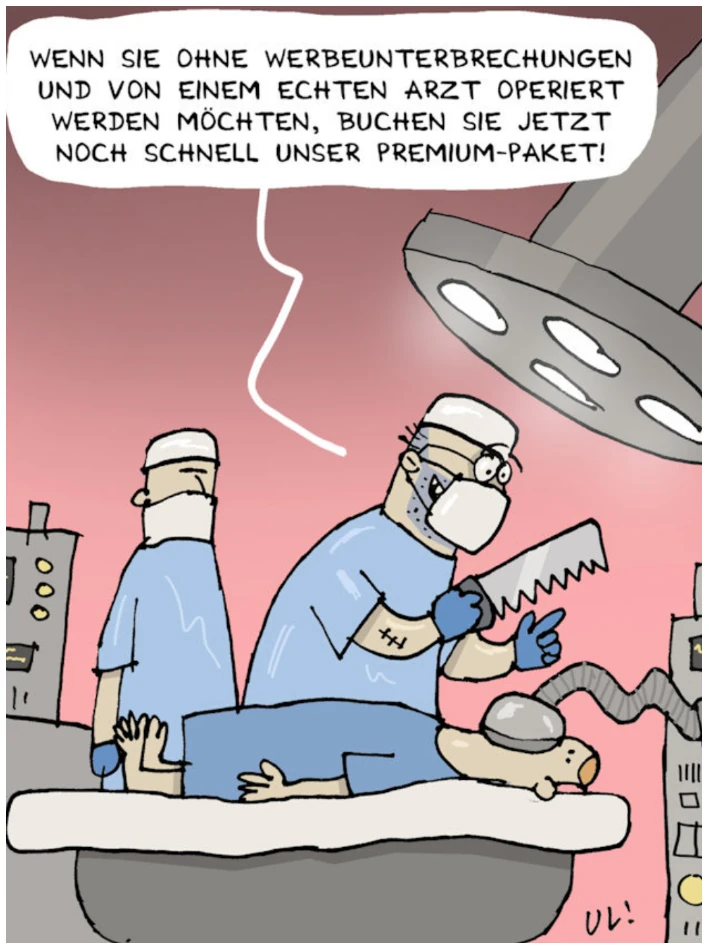 WENN SIE OHNE WERBEUNTERBRECHUNGEN
UND VON EINEM ECHTEN ARZT OPERIERT
WERDEN MÖCHTEN, BUCHEN SIE JETZT
NOCH SCHNELL UNSER PREMIUM-PAKET!
UL!